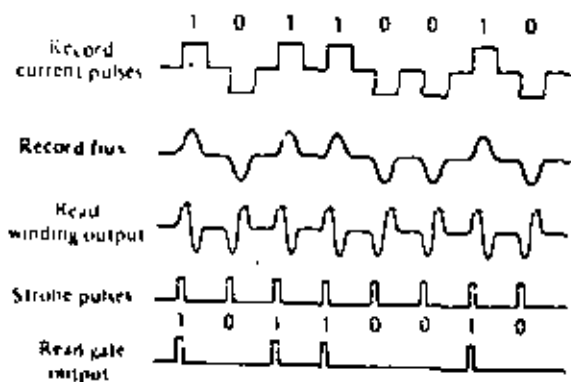 1 0 1 1 0 0 1 0
Record
current pulses
Record flux
Read
winding output
Strobe pulses
1 0 1 1 0 0 1 0
Read gate
output